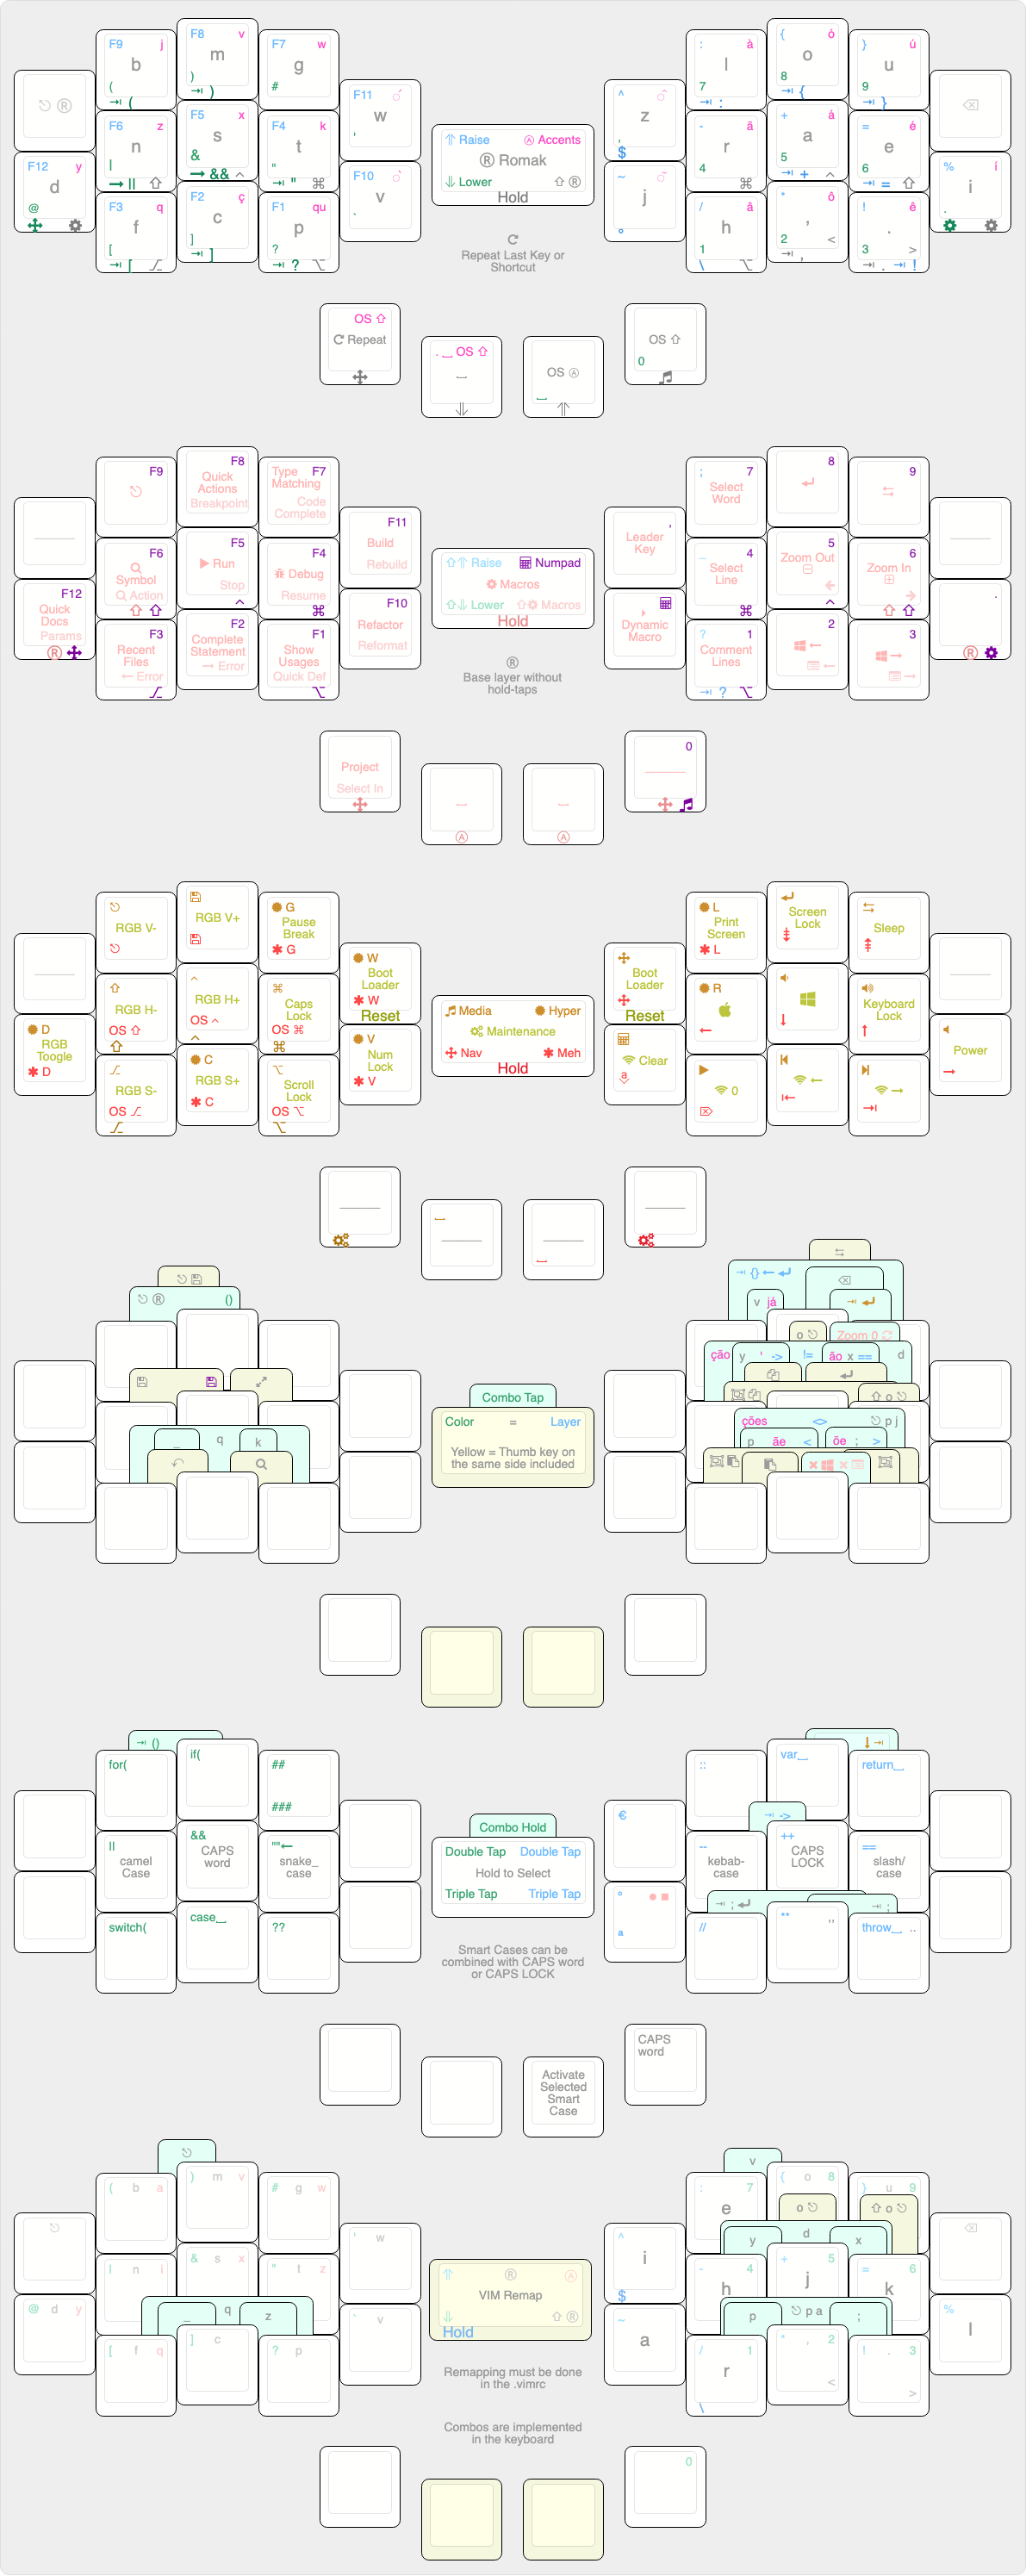 F9 j
b
(
⇥ (
F8 v
m
)
⇥ )
F7 w
g
#
F11
w
'
F6 z
n
|
→ || ⇧
F5 x
s
&
→ && ^
F4 k
t
"
⇥ " ⌘
F10
v
`
F12 y
d
@
F3 q
f
[
⇥ [
F2 ç
c
]
⇥ ]
F1 qu
p
?
⇥ ? ⌥
⇑ Raise Ⓐ Accents
® Romak
⇓ Lower ⇧ ®
Hold
Repeat Last Key or
Shortcut
: à
l
7
⇥ :
{ ó
o
8
⇥ {
} ú
u
9
⇥ }
^
z
,
$
- ã
r
4
⌘
+ á
a
5
⇥ + ^
= é
e
6
⇥ = ⇧
~
j
°
% i
i
.
/ â
h
1
\ ⌥
* ô
,
2 <
⇥ ,
! ê
.
3 >
⇥ . ⇥ !
OS ⇧
Repeat
. ⎵ OS ⇧
OS Ⓐ
OS ⇧
0
F9
F8
Quick
Actions
Breakpoint
Type F7
Matching
Code
Complete
F11
Build
Rebuild
F6
Symbol
Action
F5
Run
Stop
F4
Debug
Resume
F10
Refactor
Reformat
F12
Quick
Docs
Params
F3
Recent
Files
← Error
F2
Complete
Statement
→ Error
F1
Show
Usages
Quick Def
⇧⇑ Raise Numpad
Macros
⇧⇓ Lower ⇧ Macros
Hold
®
Base layer without
hold-taps
; 7
Select
Word
8
9
'
Leader
Key
_ 4
Select
Line
5
Zoom Out
6
Zoom In
Dynamic
Macro
? 1
Comment
Lines
⇥ ? ⌥
2
3
.
Project
Select In
0
RGB V-
RGB V+
G
Pause
Break
G
W
Boot
Loader
W
Reset
RGB H-
OS ⇧
RGB H+
OS ^
Caps
Lock
OS ⌘
V
Num
Lock
V
D
RGB
Toogle
D
RGB S-
OS
C
RGB S+
C
Scroll
Lock
OS ⌥
Media Hyper
Maintenance
Nav Meh
Hold
L
Print
Screen
L
Screen
Lock
Sleep
Boot
Loader
Reset
R
Keyboard
Lock
Power
Clear
a
0
®
()
_ q k
Combo Tap
Color = Layer
Yellow = Thumb key on
the same side included
⇥ {} ← ↵
v já
o
Zoom 0
ção y ' -> != ão x == d
⇧ o
ções <> p j
p ãe < õe ; >
⇥ ()
for(
if(
##
###
||
camel
Case
&&
CAPS
word
""←
snake_
case
switch(
case⎵
??
Combo Hold
Double Tap Double Tap
Hold to Select
Triple Tap Triple Tap
Smart Cases can be
combined with CAPS word
or CAPS LOCK
::
var⎵
return⎵
⇥ ->
€
--
kebab-
case
++
CAPS
LOCK
==
slash/
case
⇥ ; ↵
⇥ ;
°
ª
//
** ,,
throw⎵ ..
Activate
Selected
Smart
Case
CAPS
word
( b a
) m v
# g w
' w
| n i
& s x
" t z
_ q z
` v
@ d y
[ f q
] c
? p
® Ⓐ
VIM Remap
⇧ ®
Hold
Remapping must be done
in the .vimrc
Combos are implemented
in the keyboard
v
: 7
e
{ o 8
o
} u 9
⇧ o
y d x
^
i
$
- 4
h
+ 5
j
= 6
k
p p a ;
~
a
%
l
/ 1
r
\
* , 2
<
! . 3
>
0